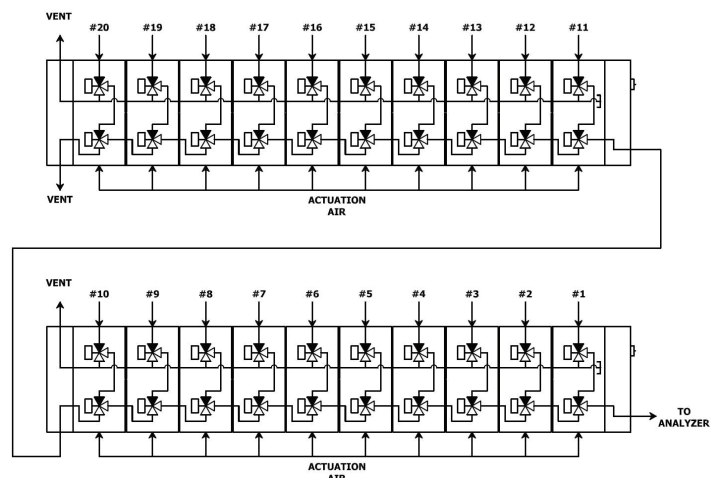 VENT
#20 #19 #18 #17 #16 #15 #14 #13 #12 #11
VENT
ACTUATION
AIR
VENT
#10 #9 #8 #7 #6 #5 #4 #3 #2 #1
TO
ANALYZER
ACTUATION
AIR